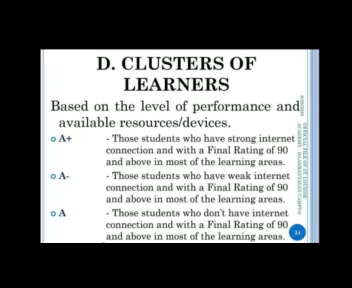 D. CLUSTERS OF
LEARNERS
Based on the level of performance and
available resources/devices.
A+ - Those students who have strong internet
connection and with a Final Rating of 90
and above in most of the learning areas.
A- - Those students who have weak internet
connection and with a Final Rating of 90
and above in most of the learning areas.
A - Those students who don't have internet
connection and with a Final Rating of 90
and above in most of the learning areas.